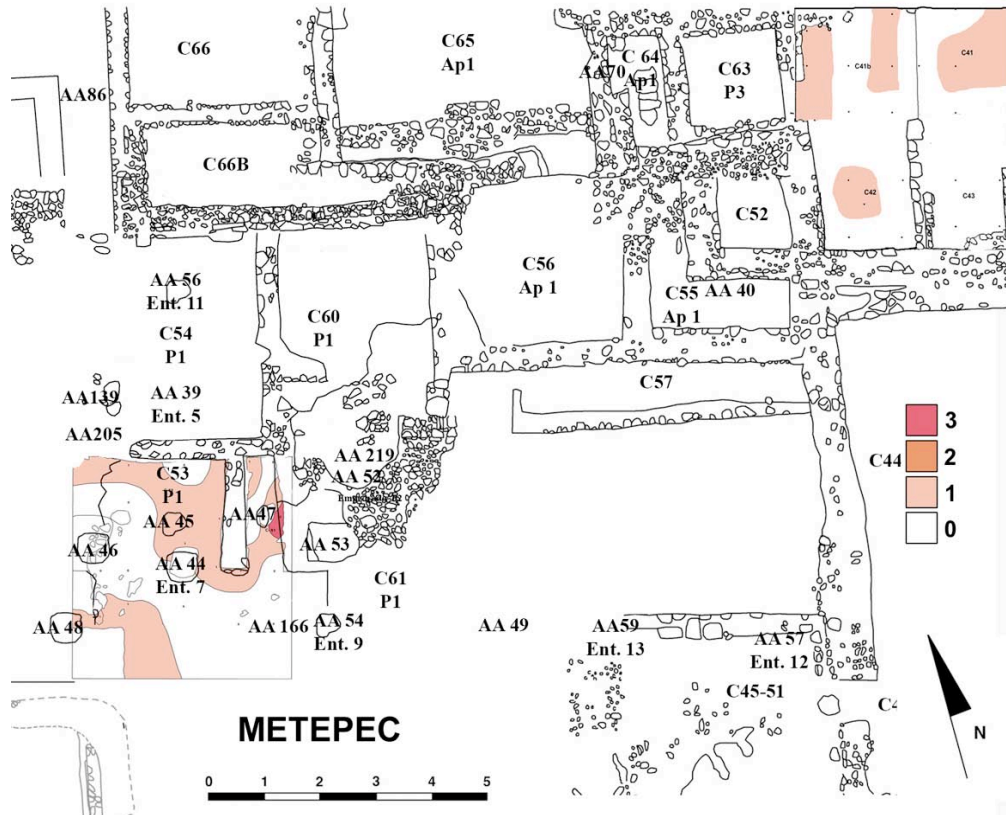 C66
C65
Ap1
C 64
Ap1
AA70
C63
P3
C41
C41b
AA86
C66B
C52
C42
C43
AA 56
Ent. 11
C54
P1
C60
P1
C56
Ap 1
C55
Ap 1
AA 40
AA139
AA 39
Ent. 5
C57
AA205
AA 219
AA 52
C53
P1
AA 45
AA47
AA 46
AA 44
Ent. 7
AA 53
C61
P1
AA 48
AA 166
AA 54
Ent. 9
AA 49
AA59
Ent. 13
AA 57
Ent. 12
C45-51
C44
3
2
1
0
METEPEC
0 1 2 3 4 5
N